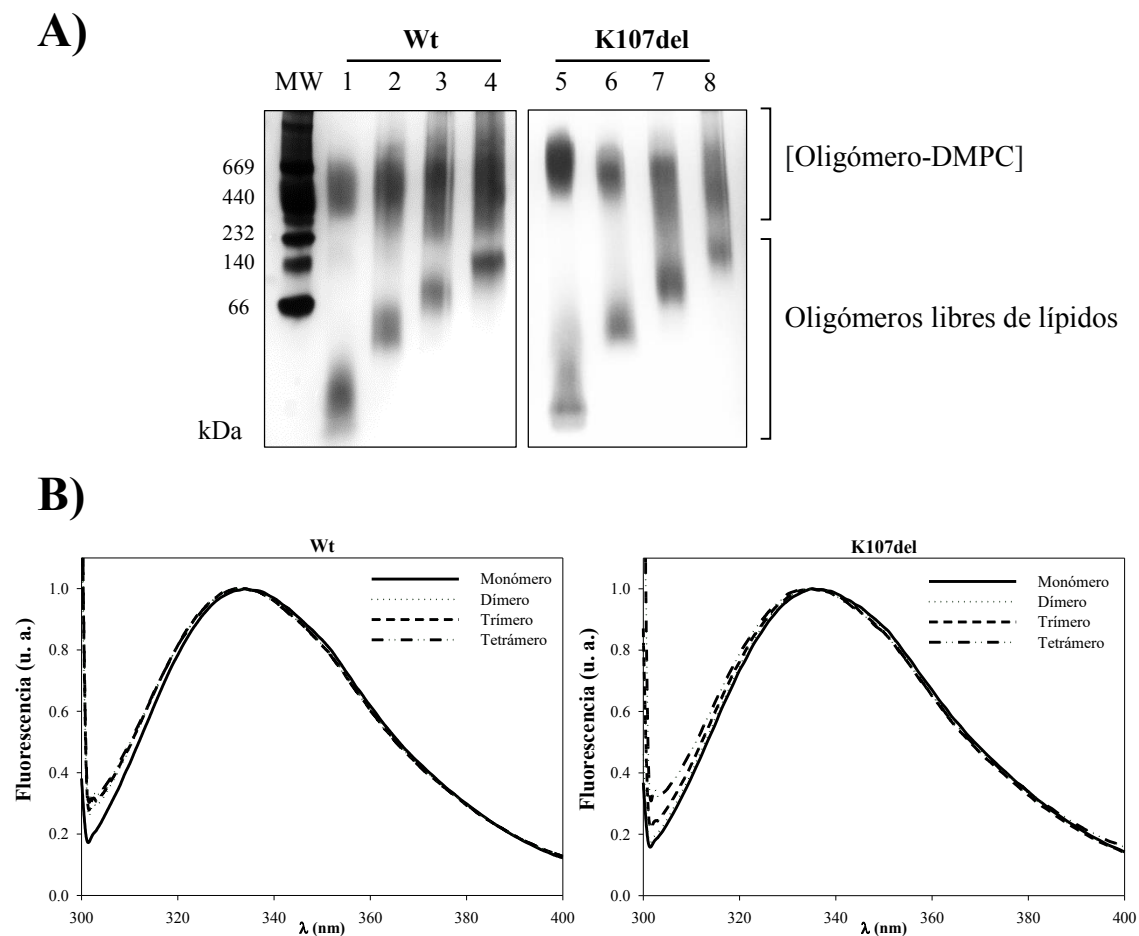 A)
Wt K107del
MW 1 2 3 4 5 6 7 8
669
440
232
140
66
kDa
[Oligómero-DMPC]
Oligómeros libres de lípidos
B)
Wt
Monómero
Dímero
Trímero
Tetrámero
Fluorescencia (u. a.)
1.0
0.8
0.6
0.4
0.2
0.0
300 320 340 360 380 400
λ (nm)
K107del
Monómero
Dímero
Trímero
Tetrámero
Fluorescencia (u. a.)
1.0
0.8
0.6
0.4
0.2
0.0
300 320 340 360 380 400
λ (nm)